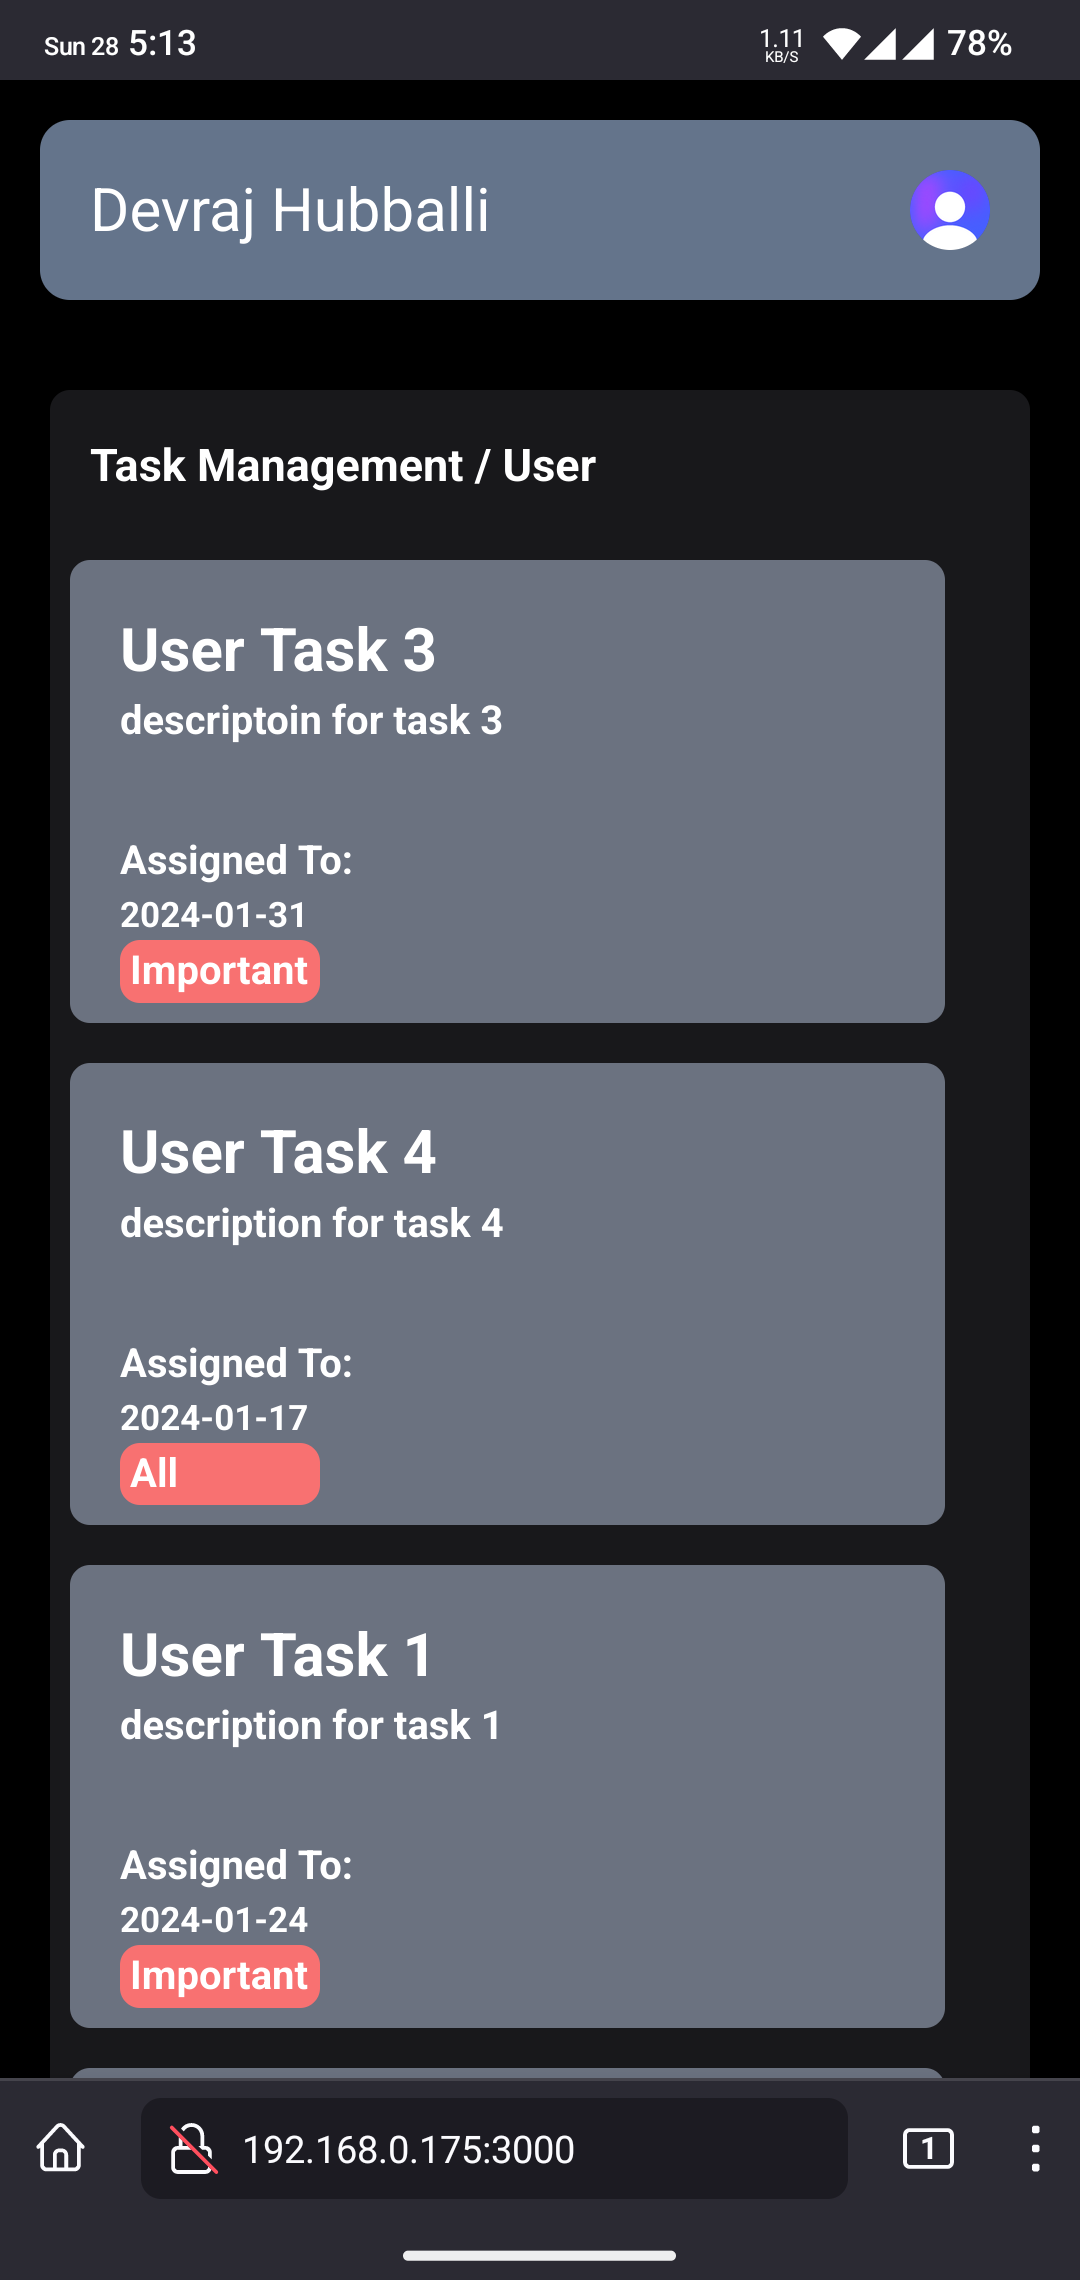 Sun 28 5:13 1.11 KB/S 78%
Devraj Hubballi
Task Management / User
User Task 3
descriptoin for task 3
Assigned To:
2024-01-31
Important
User Task 4
description for task 4
Assigned To:
2024-01-17
All
User Task 1
description for task 1
Assigned To:
2024-01-24
Important
192.168.0.175:3000 1